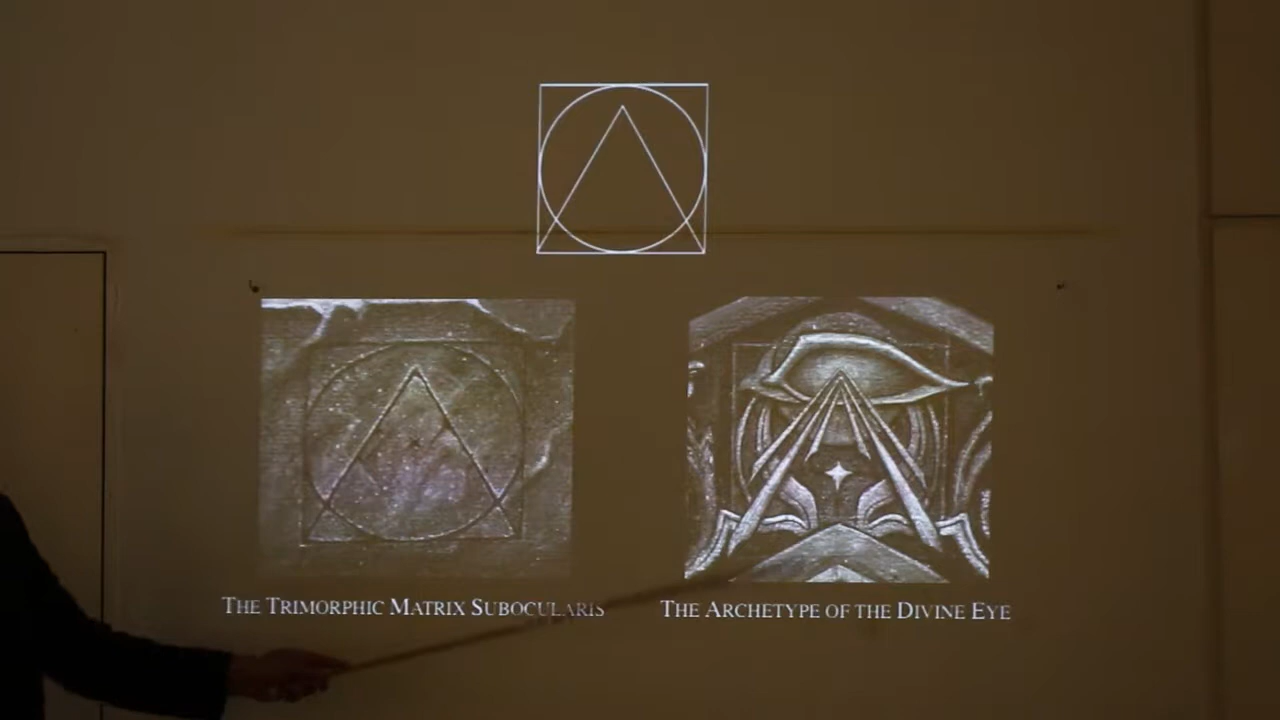 The Trimorphic Matrix Subocularis
The Archetype of the Divine Eye